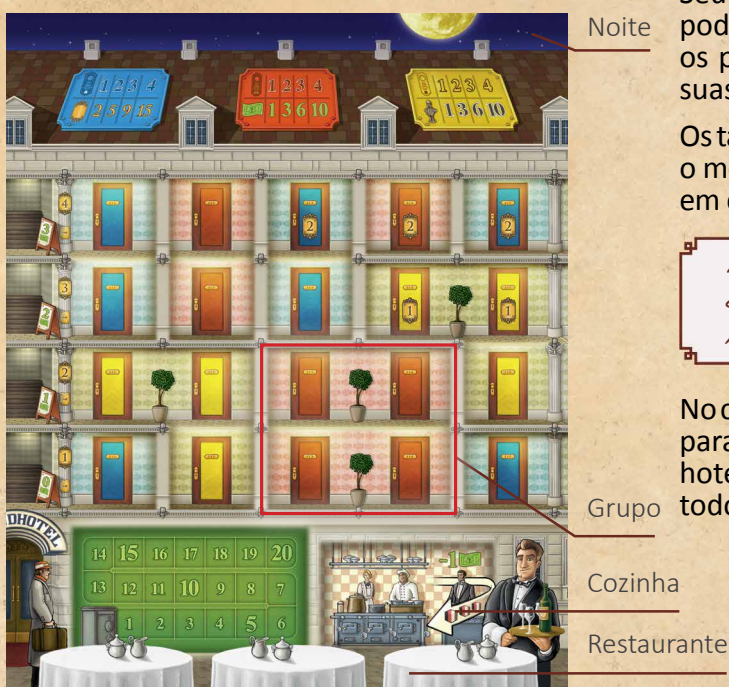 Noite
pod
os p
suas
Os ta
o m
em
1 2 3 4
1 2 3 4
1 2 3 4
2 5 9 15
1 3 6 10
1 3 6 10
4
3
2 2 2
3
2
1 1
2
1
1
0
No
para
hote
Grupo todo
DHOTEL
14 15 16 17 18 19 20
13 12 11 10 9 8 7
1 2 3 4 5 6
-1
Cozinha
Restaurante